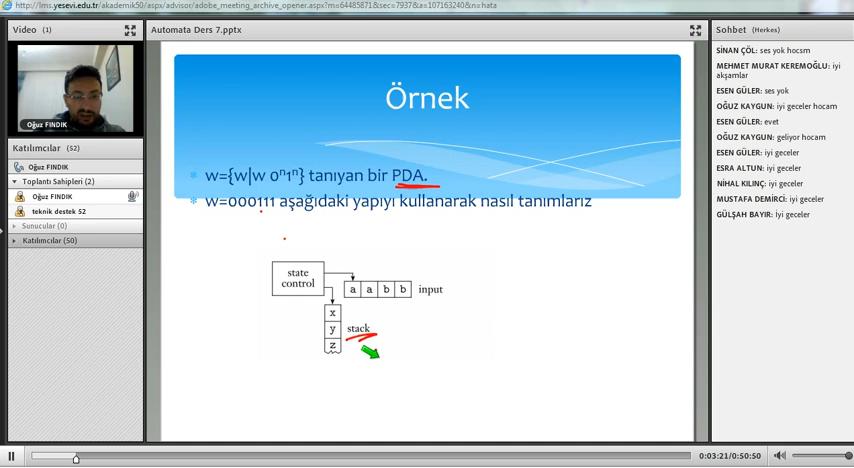 http://lms.yesevi.edu.tr/akademik50/aspx/advisor/adobe_meeting_archive_opener.aspx?m=64485871&sec=7937&a=107163240&n=hata
Video (1)
Oğuz FINDIK
Katılımcılar (52)
Oğuz FINDIK
Toplantı Sahipleri (2)
Oğuz FINDIK
teknik destek 52
Sunucular (0)
Katılımcılar (50)
Automata Ders 7.pptx
Örnek
w={w|w 0ⁿ1ⁿ} tanıyan bir PDA.
w=000111 aşağıdaki yapıyı kullanarak nasıl tanımlarız
state
control
a a b b input
x
y stack
z
Sohbet (Herkes)
SİNAN ÇÖL: ses yok hocsm
MEHMET MURAT KEREMOĞLU: iyi
akşamlar
ESEN GÜLER: ses yok
OĞUZ KAYGUN: iyi geceler hocam
ESEN GÜLER: evet
OĞUZ KAYGUN: geliyor hocam
ESEN GÜLER: iyi geceler
ESRA ALTUN: iyi geceler
NİHAL KILINÇ: iyi geceler
MUSTAFA DEMİRCİ: iyi geceler
GÜLŞAH BAYIR: Iyi geceler
0:03:21/0:50:50